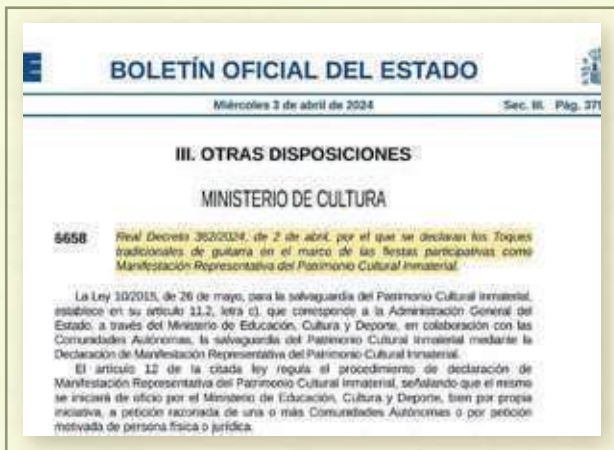 E
BOLETÍN OFICIAL DEL ESTADO
Miércoles 3 de abril de 2024 Sec. III. Pág.
III. OTRAS DISPOSICIONES
MINISTERIO DE CULTURA
6658 Real Decreto 362/2024, de 2 de abril, por el que se declaran los Toques
tradicionales de guitarra en el marco de las fiestas participativas como
Manifestación Representativa del Patrimonio Cultural Inmaterial.
La Ley 10/2015, de 26 de mayo, para la salvaguardia del Patrimonio Cultural Inmaterial,
establece en su artículo 11.2, letra c), que corresponde a la Administración General del
Estado, a través del Ministerio de Educación, Cultura y Deporte, en colaboración con las
Comunidades Autónomas, la salvaguardia del Patrimonio Cultural Inmaterial mediante la
Declaración de Manifestación Representativa del Patrimonio Cultural Inmaterial.
El artículo 12 de la citada ley regula el procedimiento de declaración de
Manifestación Representativa del Patrimonio Cultural Inmaterial, señalando que el mismo
se iniciará de oficio por el Ministerio de Educación, Cultura y Deporte, bien por propia
iniciativa, a petición razonada de una o más Comunidades Autónomas o por petición
motivada de persona física o jurídica.